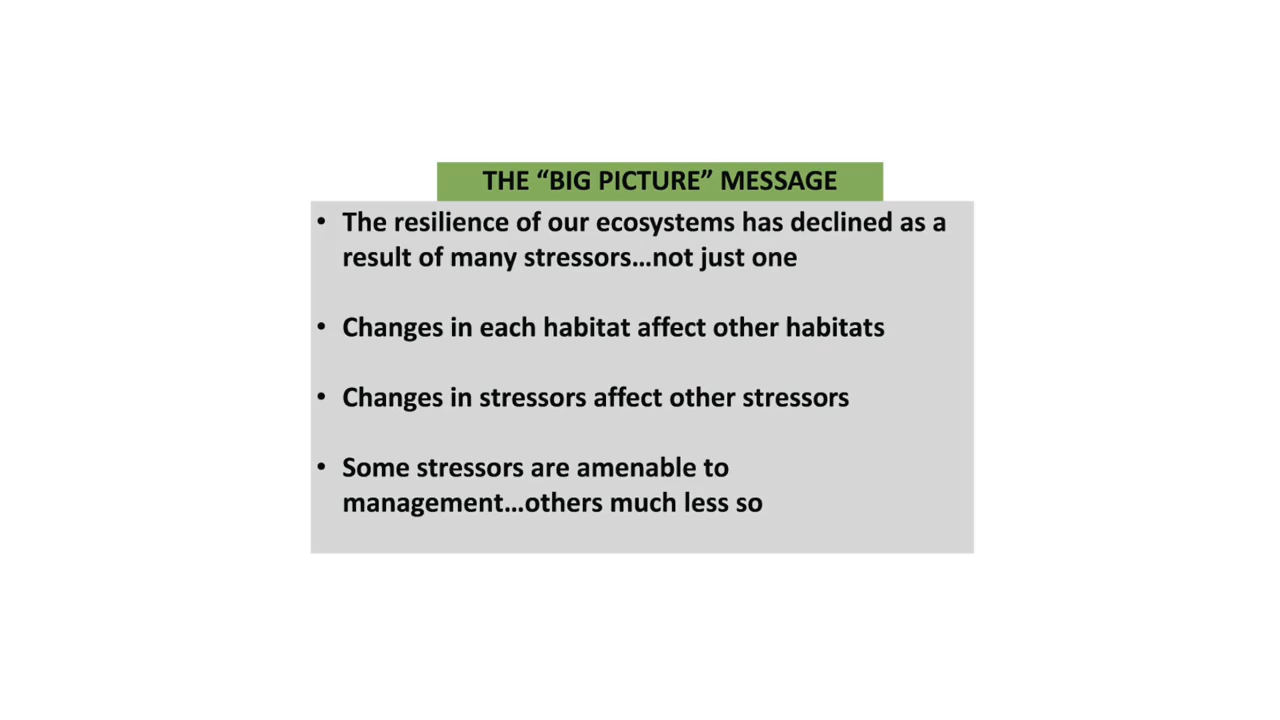 THE “BIG PICTURE” MESSAGE
• The resilience of our ecosystems has declined as a
result of many stressors…not just one
• Changes in each habitat affect other habitats
• Changes in stressors affect other stressors
• Some stressors are amenable to
management…others much less so